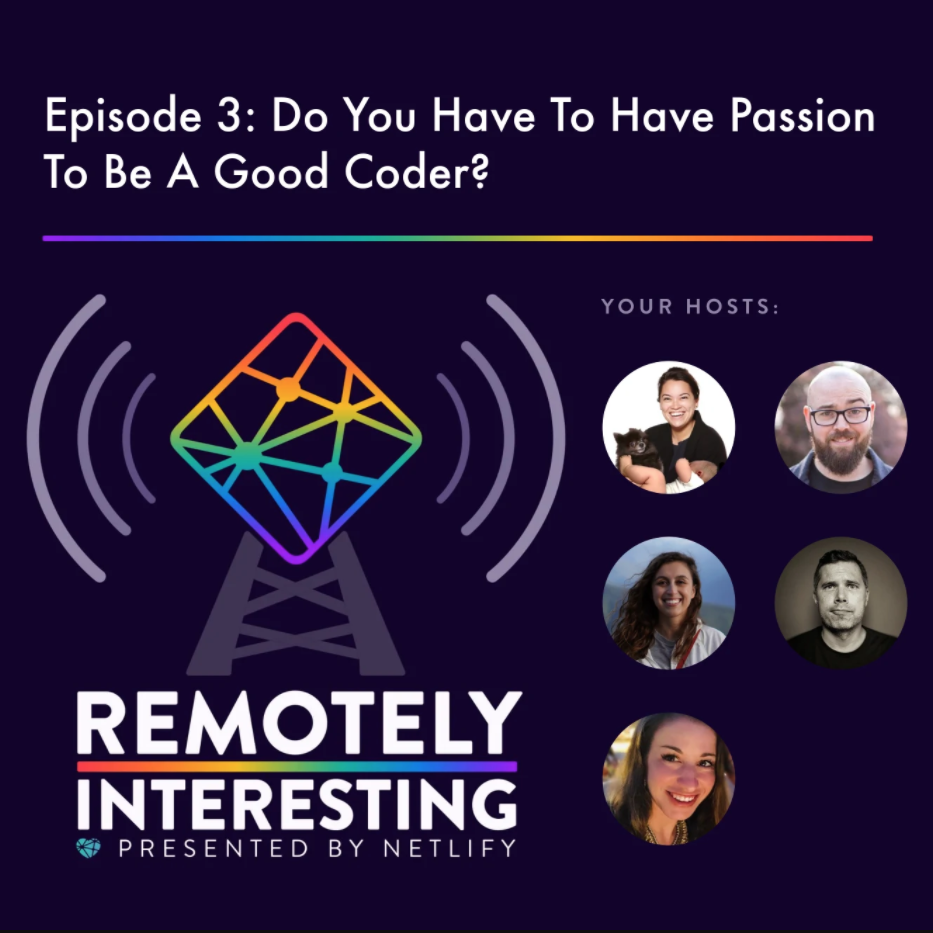 Episode 3: Do You Have To Have Passion
To Be A Good Coder?
YOUR HOSTS:
REMOTELY
INTERESTING
PRESENTED BY NETLIFY